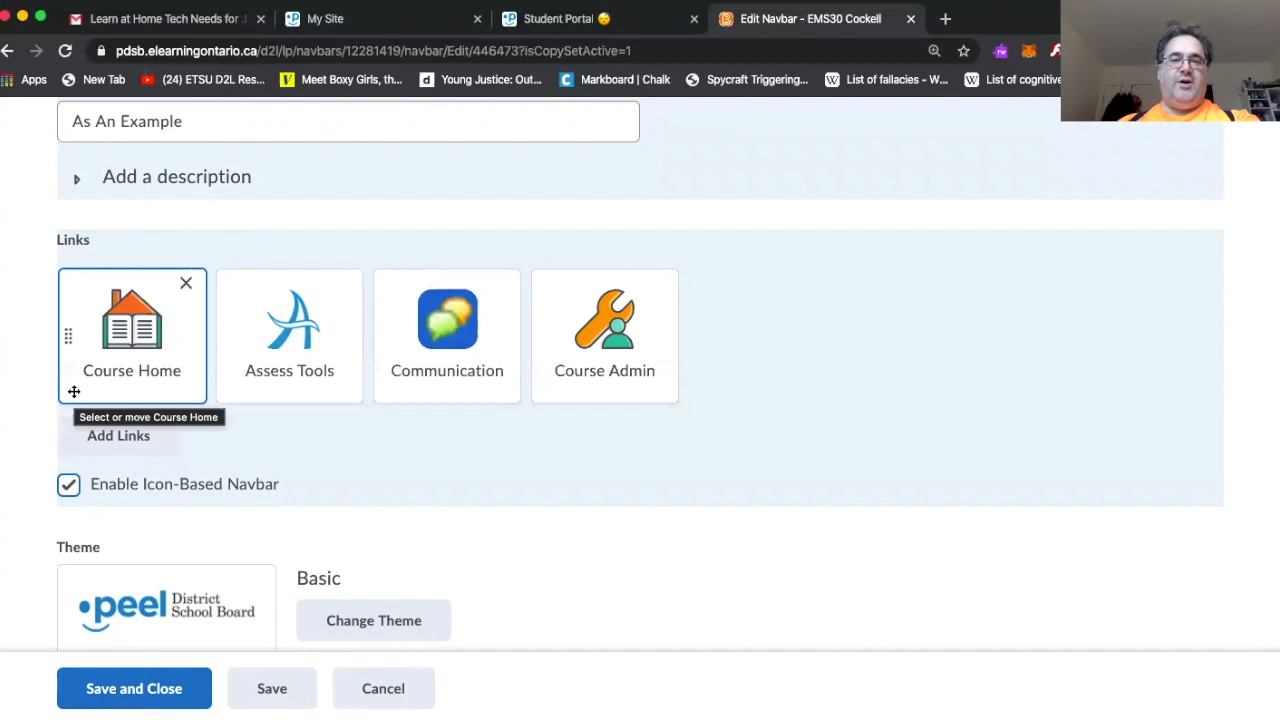 Learn at Home Tech Needs for J
My Site
Student Portal
Edit Navbar - EMS30 Cockell
pdsb.elearningontario.ca/d2l/lp/navbars/12281419/navbar/Edit/446473?isCopySetActive=1
Apps
New Tab
(24) ETSU D2L Res...
Meet Boxy Girls, th...
Young Justice: Out...
Markboard | Chalk
Spycraft Triggering...
List of fallacies - W...
List of cognitive
As An Example
Add a description
Links
Course Home
Assess Tools
Communication
Course Admin
Select or move Course Home
Add Links
Enable Icon-Based Navbar
Theme
peel District School Board
Basic
Change Theme
Save and Close
Save
Cancel